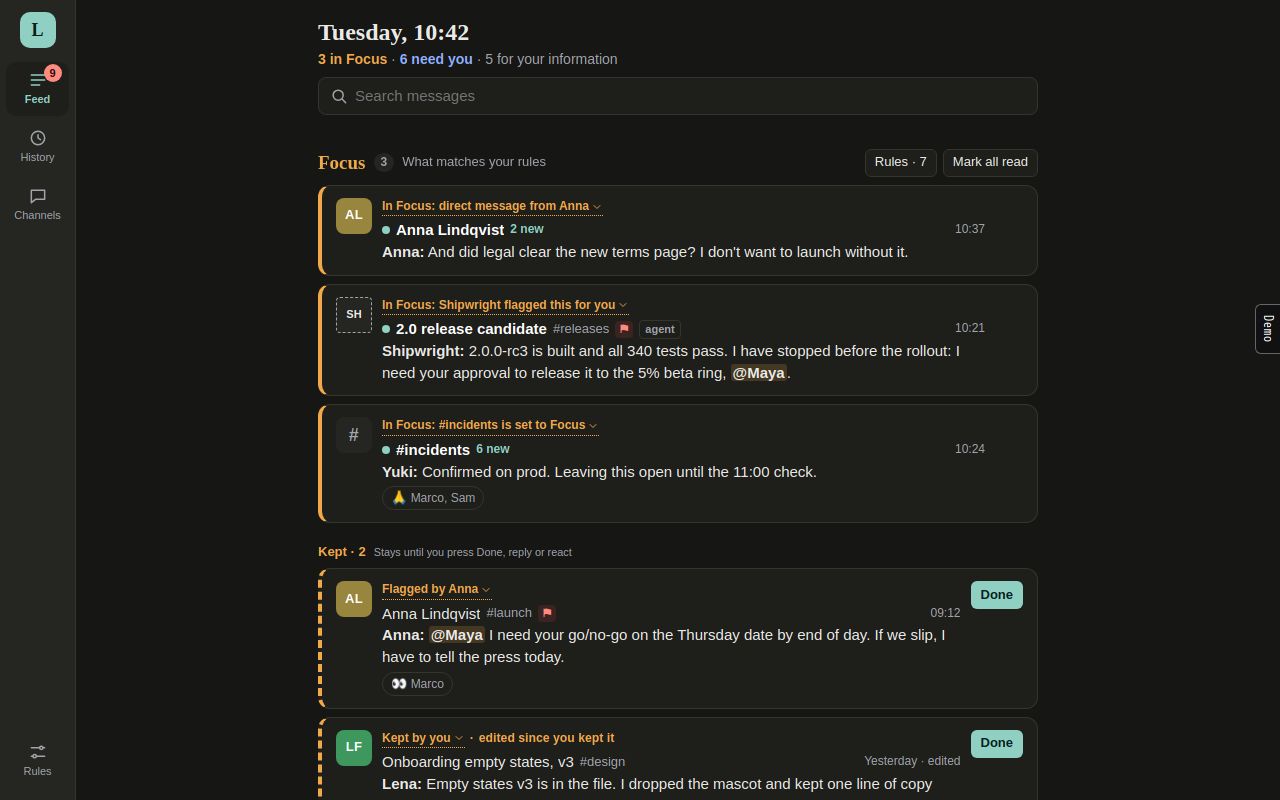 L
9
Feed
History
Channels
Rules
Tuesday, 10:42
3 in Focus · 6 need you · 5 for your information
Search messages
Focus 3 What matches your rules
Rules · 7
Mark all read
AL
In Focus: direct message from Anna
Anna Lindqvist 2 new 10:37
Anna: And did legal clear the new terms page? I don't want to launch without it.
SH
In Focus: Shipwright flagged this for you
2.0 release candidate #releases agent 10:21
Shipwright: 2.0.0-rc3 is built and all 340 tests pass. I have stopped before the rollout: I
need your approval to release it to the 5% beta ring, @Maya.
#
In Focus: #incidents is set to Focus
#incidents 6 new 10:24
Yuki: Confirmed on prod. Leaving this open until the 11:00 check.
🙏 Marco, Sam
Kept · 2 Stays until you press Done, reply or react
AL
Flagged by Anna
Done
Anna Lindqvist #launch 09:12
Anna: @Maya I need your go/no-go on the Thursday date by end of day. If we slip, I
have to tell the press today.
👀 Marco
LF
Kept by you · edited since you kept it
Done
Onboarding empty states, v3 #design Yesterday · edited
Lena: Empty states v3 is in the file. I dropped the mascot and kept one line of copy
Demo